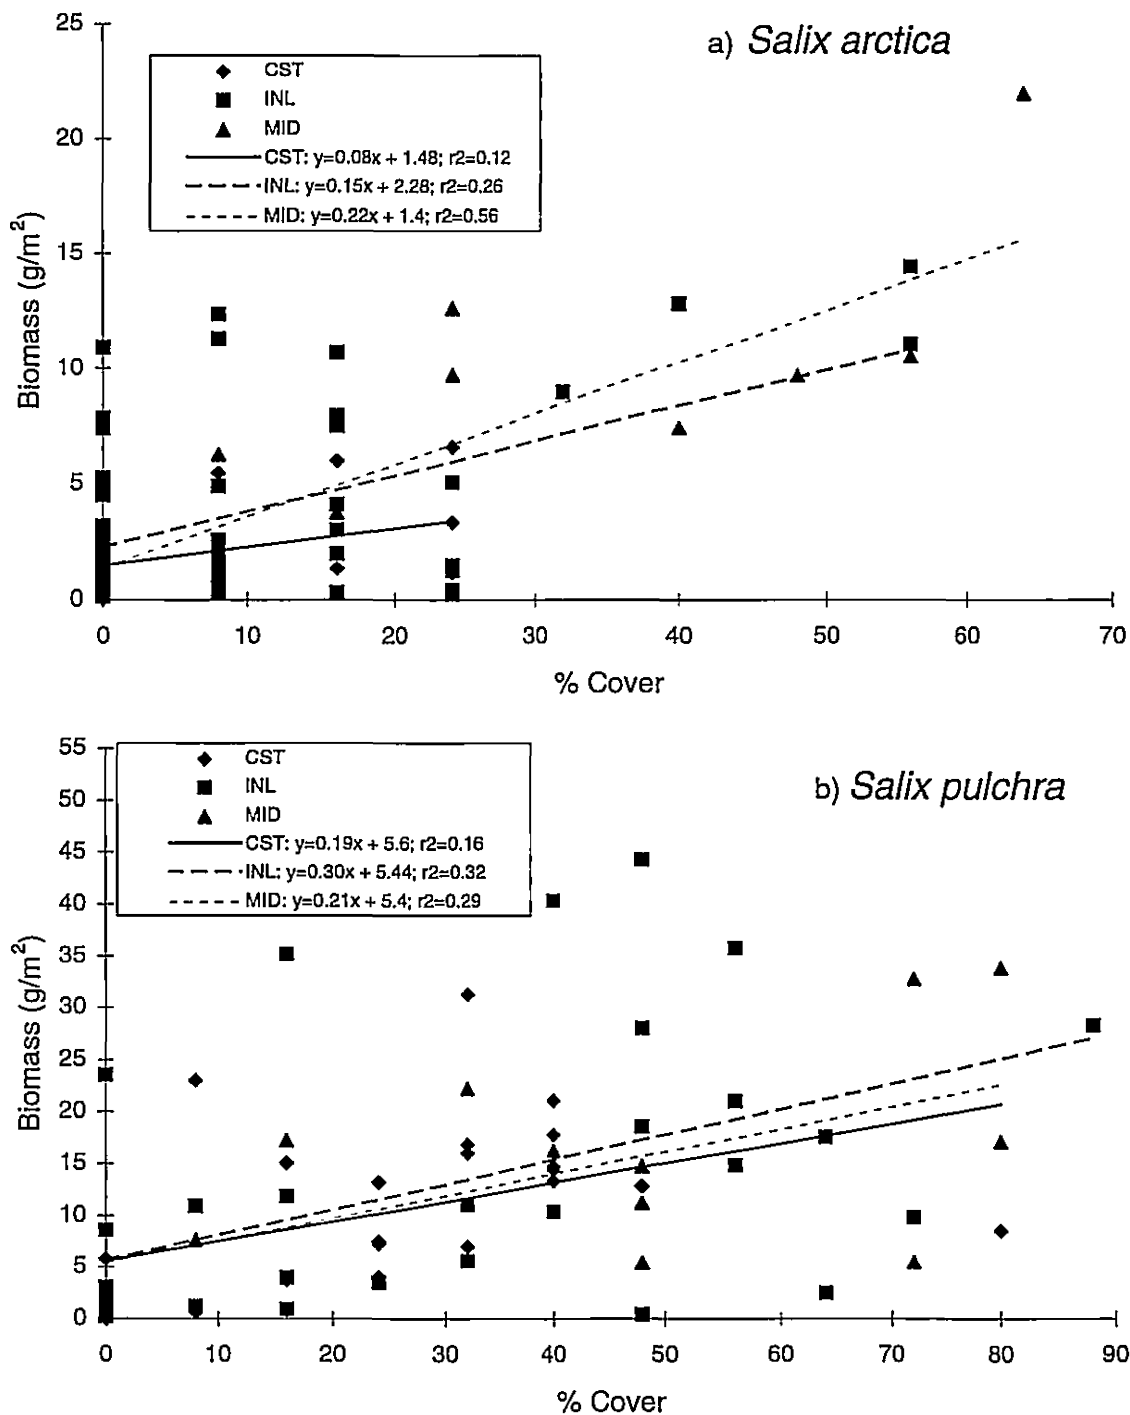 a) Salix arctica
25
20
15
10
5
0
Biomass (g/m²)
CST
INL
MID
CST: y=0.08x + 1.48; r2=0.12
INL: y=0.15x + 2.28; r2=0.26
MID: y=0.22x + 1.4; r2=0.56
0 10 20 30 40 50 60 70
% Cover
b) Salix pulchra
55
50
45
40
35
30
25
20
15
10
5
0
Biomass (g/m²)
CST
INL
MID
CST: y=0.19x + 5.6; r2=0.16
INL: y=0.30x + 5.44; r2=0.32
MID: y=0.21x + 5.4; r2=0.29
0 10 20 30 40 50 60 70 80 90
% Cover